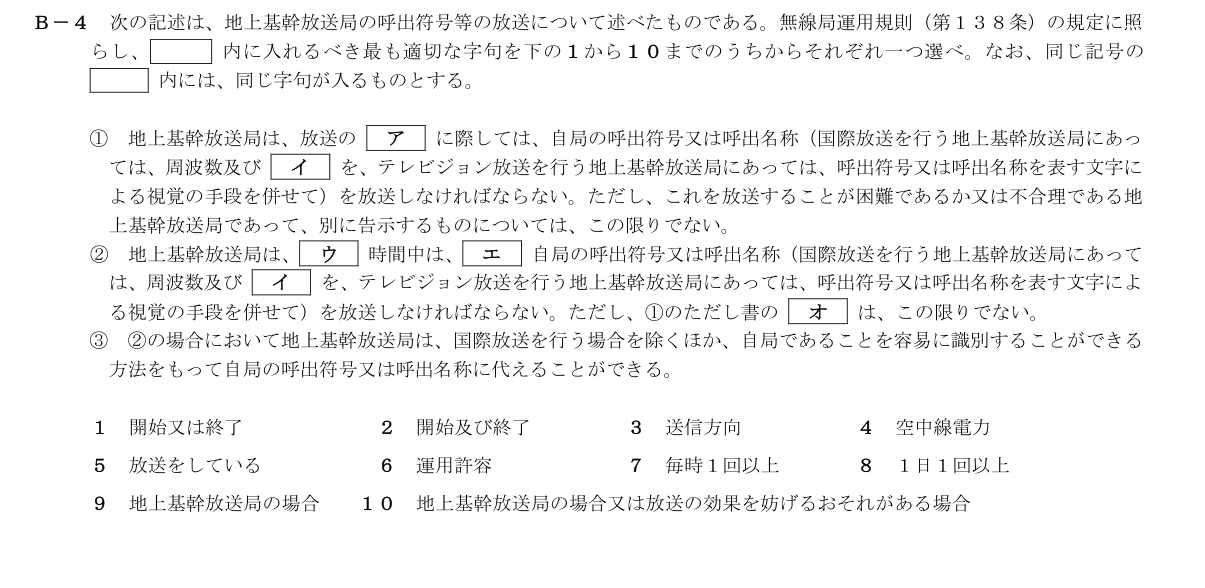 B－4　次の記述は、地上基幹放送局の呼出符号等の放送について述べたものである。無線局運用規則（第１３８条）の規定に照
らし、　　　内に入れるべき最も適切な字句を下の1から10までのうちからそれぞれ一つ選べ。なお、同じ記号の
　　　内には、同じ字句が入るものとする。
①　地上基幹放送局は、放送の ア に際しては、自局の呼出符号又は呼出名称（国際放送を行う地上基幹放送局にあっ
ては、周波数及び イ を、テレビジョン放送を行う地上基幹放送局にあっては、呼出符号又は呼出名称を表す文字に
よる視覚の手段を併せて）を放送しなければならない。ただし、これを放送することが困難であるか又は不合理である地
上基幹放送局であって、別に告示するものについては、この限りでない。
②　地上基幹放送局は、 ウ 時間中は、 エ 自局の呼出符号又は呼出名称（国際放送を行う地上基幹放送局にあって
は、周波数及び イ を、テレビジョン放送を行う地上基幹放送局にあっては、呼出符号又は呼出名称を表す文字によ
る視覚の手段を併せて）を放送しなければならない。ただし、①のただし書の オ は、この限りでない。
③　②の場合において地上基幹放送局は、国際放送を行う場合を除くほか、自局であることを容易に識別することができる
方法をもって自局の呼出符号又は呼出名称に代えることができる。
1　開始又は終了　2　開始及び終了　3　送信方向　4　空中線電力
5　放送をしている　6　運用許容　7　毎時１回以上　8　１日１回以上
9　地上基幹放送局の場合　10　地上基幹放送局の場合又は放送の効果を妨げるおそれがある場合